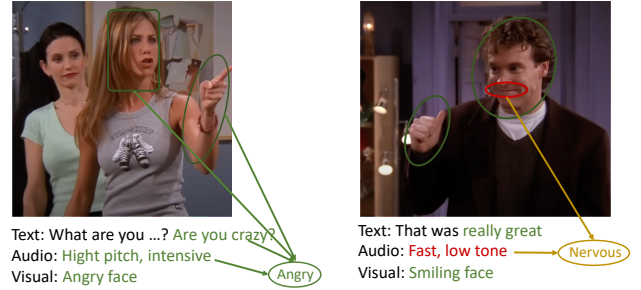 Text: What are you ...? Are you crazy?
Audio: Hight pitch, intensive
Visual: Angry face
Angry
Text: That was really great
Audio: Fast, low tone
Visual: Smiling face
Nervous